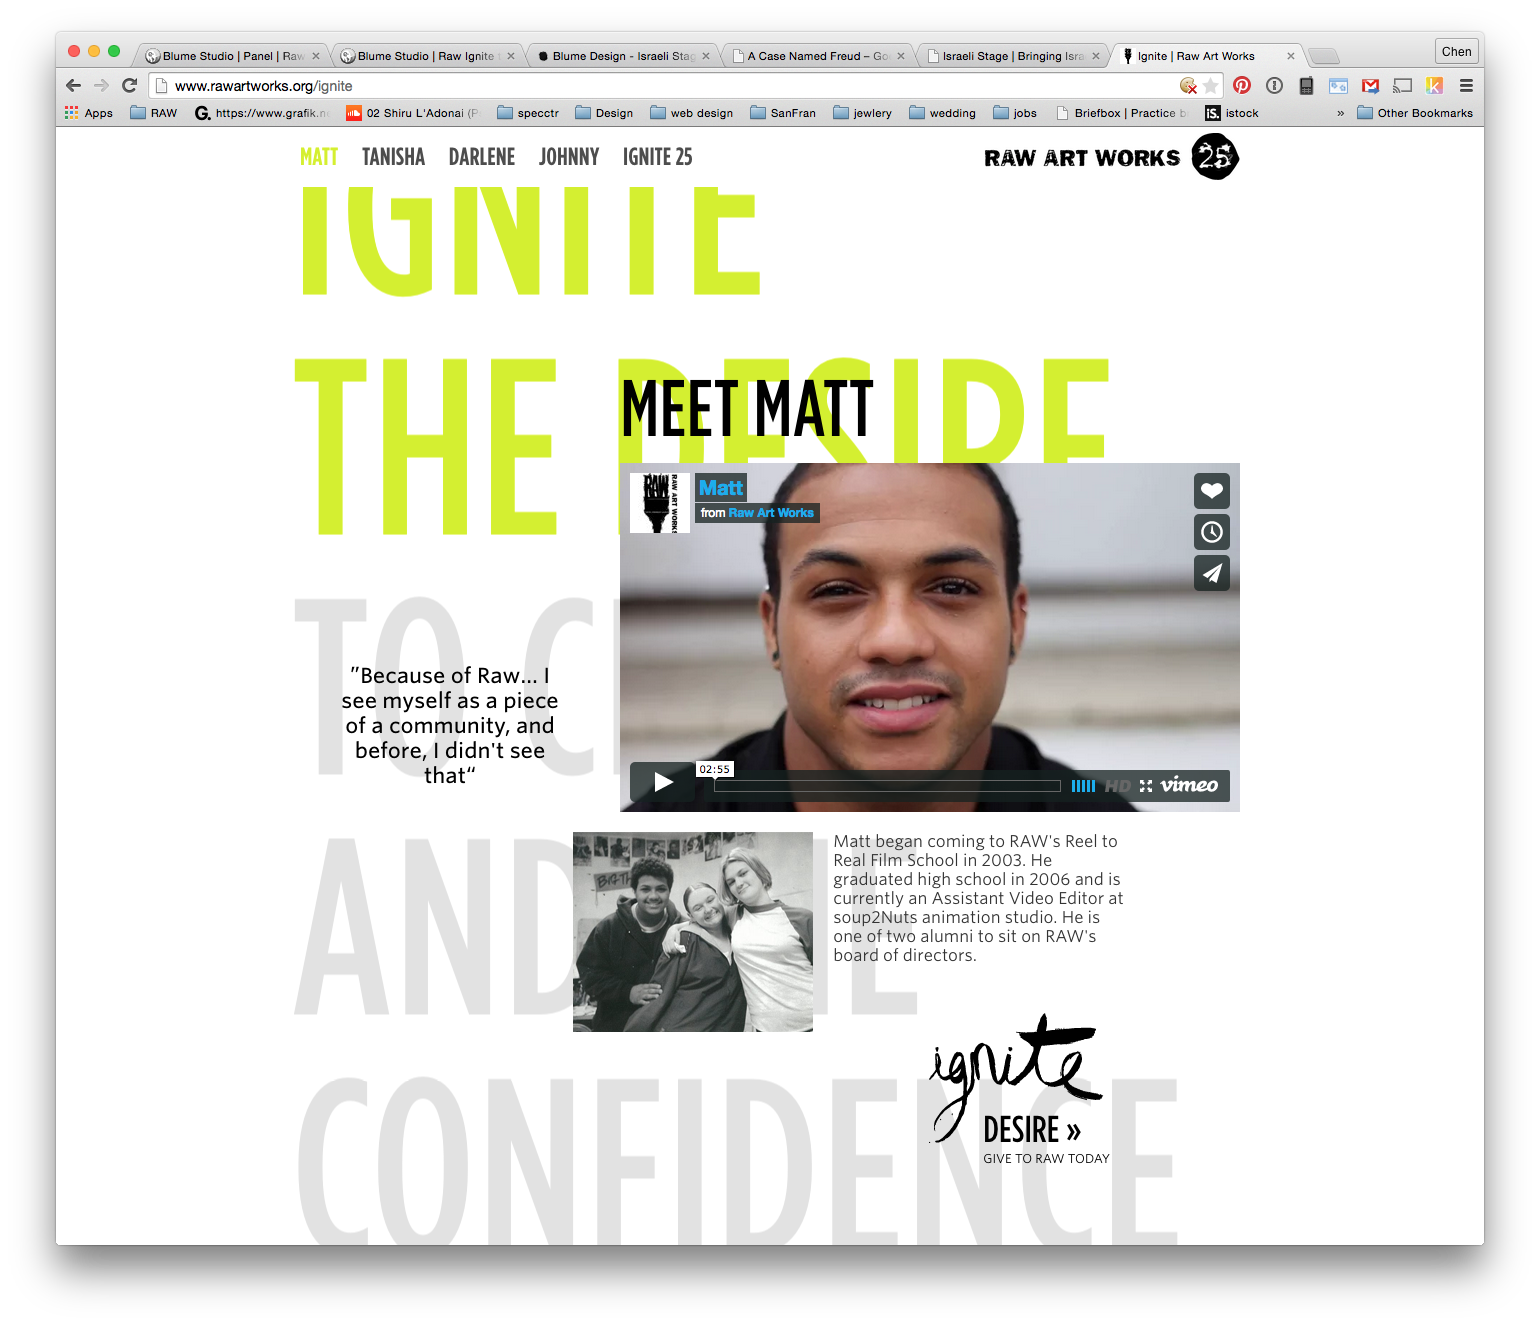 Blume Studio | Panel | Raw
Blume Studio | Raw Ignite
Blume Design - Israeli Stag
A Case Named Freud – Go
Israeli Stage | Bringing Isra
Ignite | Raw Art Works
Chen
www.rawartworks.org/ignite
Apps
RAW
G.
https://www.grafik.n
02 Shiru L'Adonai (P
specctr
Design
web design
SanFran
jewlery
wedding
jobs
Briefbox | Practice b
is.
istock
»
Other Bookmarks
MATT
TANISHA
DARLENE
JOHNNY
IGNITE 25
RAW ART WORKS
25
IGNITE
THE DESIRE
MEET MATT
RAW
RAW ART WORKS
Matt
from Raw Art Works
TO C
"Because of Raw... I
see myself as a piece
of a community, and
before, I didn't see
that“
02:55
HD
vimeo
AND
E
Matt began coming to RAW's Reel to
Real Film School in 2003. He
graduated high school in 2006 and is
currently an Assistant Video Editor at
soup2Nuts animation studio. He is
one of two alumni to sit on RAW's
board of directors.
CONFIDENCE
ignite
DESIRE »
GIVE TO RAW TODAY